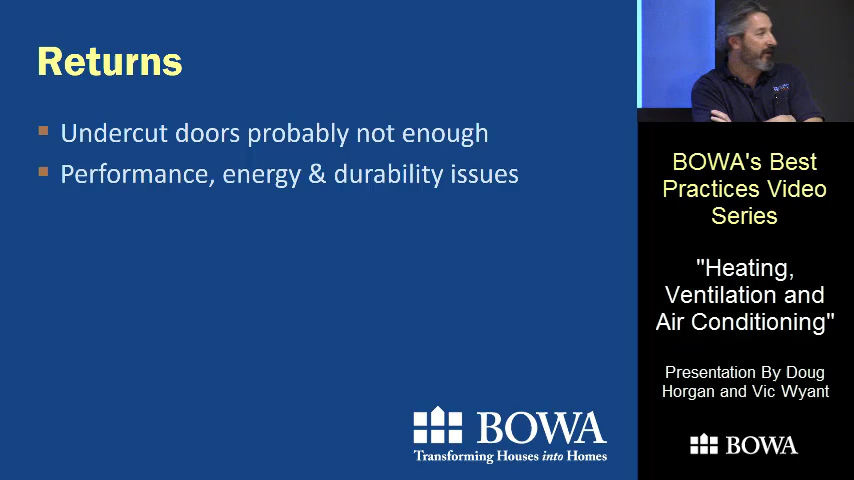 Returns
Undercut doors probably not enough
Performance, energy & durability issues
BOWA
Transforming Houses into Homes
BOWA's Best
Practices Video
Series
"Heating,
Ventilation and
Air Conditioning"
Presentation By Doug
Horgan and Vic Wyant
BOWA